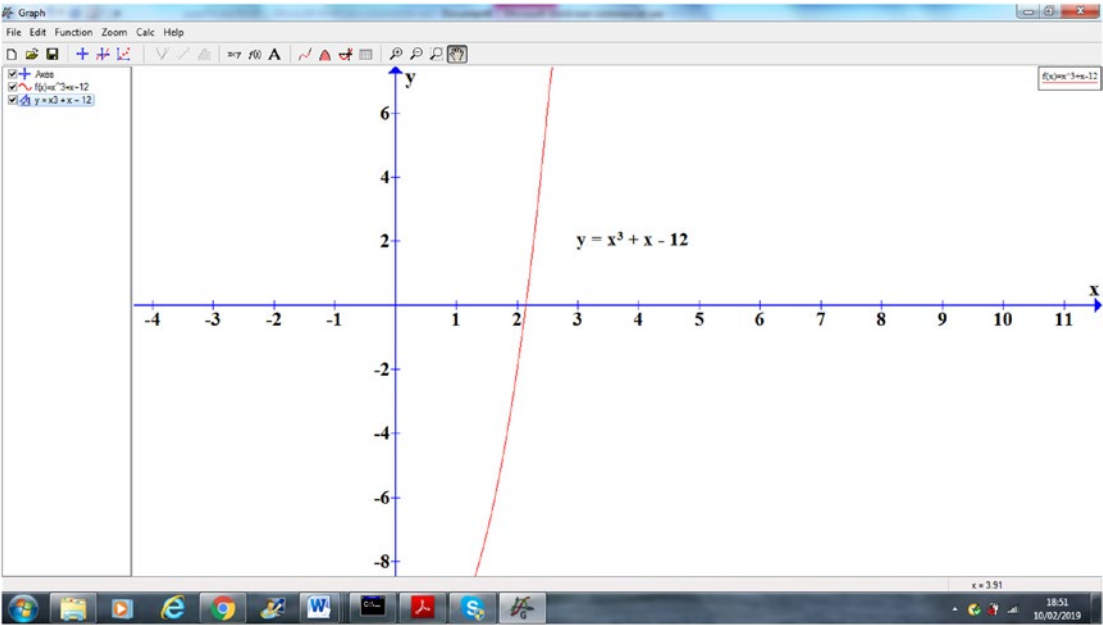 Graph
File Edit Function Zoom Calc Help
Axes
f(x)=x^3+x-12
y = x3 + x - 12
f(x)=x^3+x-12
y
6
4
2
y = x³ + x - 12
x
-4 -3 -2 -1 1 2 3 4 5 6 7 8 9 10 11
-2
-4
-6
-8
x = 3.91
18:51
10/02/2019